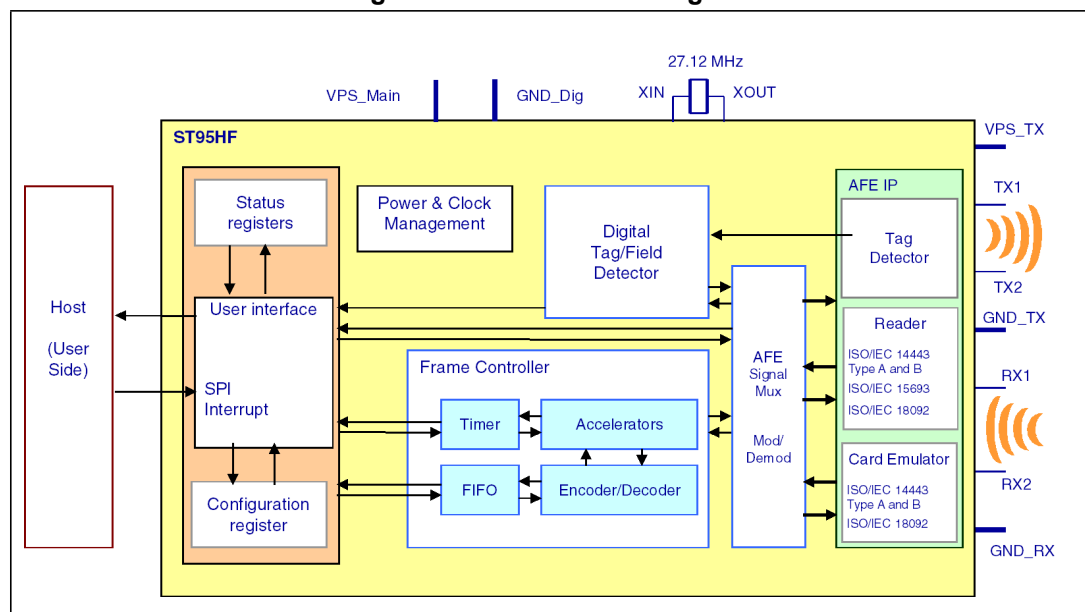 27.12 MHz
VPS_Main
GND_Dig
XIN
XOUT
ST95HF
VPS_TX
Status
registers
Power & Clock
Management
Digital
Tag/Field
Detector
AFE IP
Tag
Detector
TX1
TX2
Host
(User
Side)
User interface
SPI
Interrupt
Configuration
register
Frame Controller
Timer
Accelerators
FIFO
Encoder/Decoder
AFE
Signal
Mux
Mod/
Demod
Reader
ISO/IEC 14443
Type A and B
ISO/IEC 15693
ISO/IEC 18092
Card Emulator
ISO/IEC 14443
Type A and B
ISO/IEC 18092
GND_TX
RX1
RX2
GND_RX